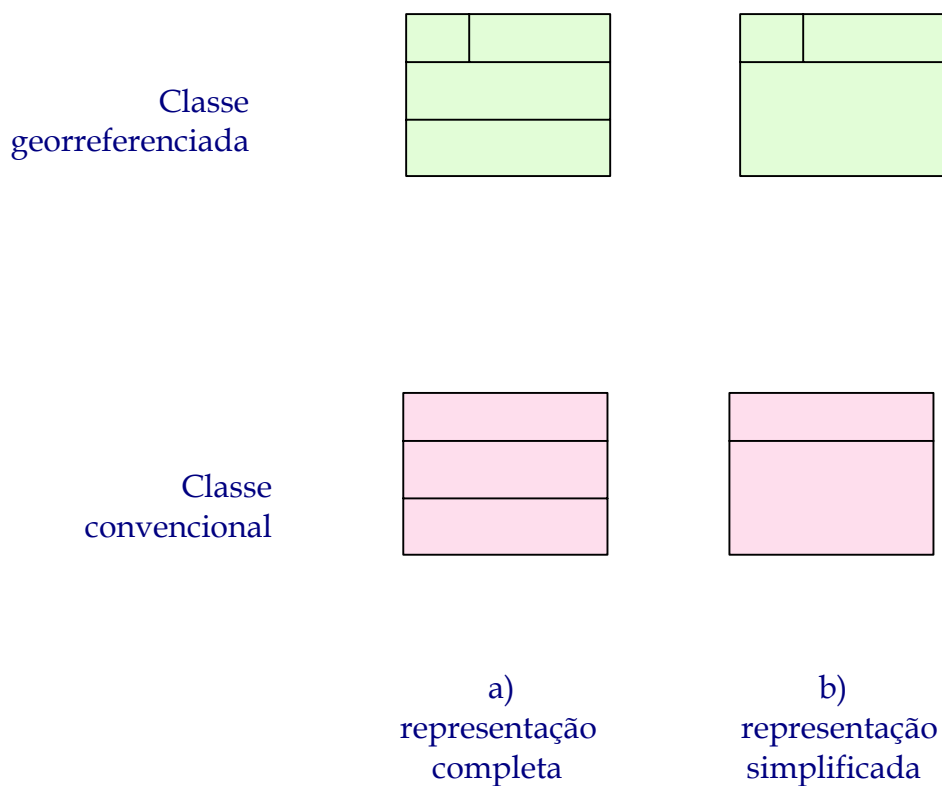 Classe
georreferenciada
Classe
convencional
a)
representação
completa
b)
representação
simplificada